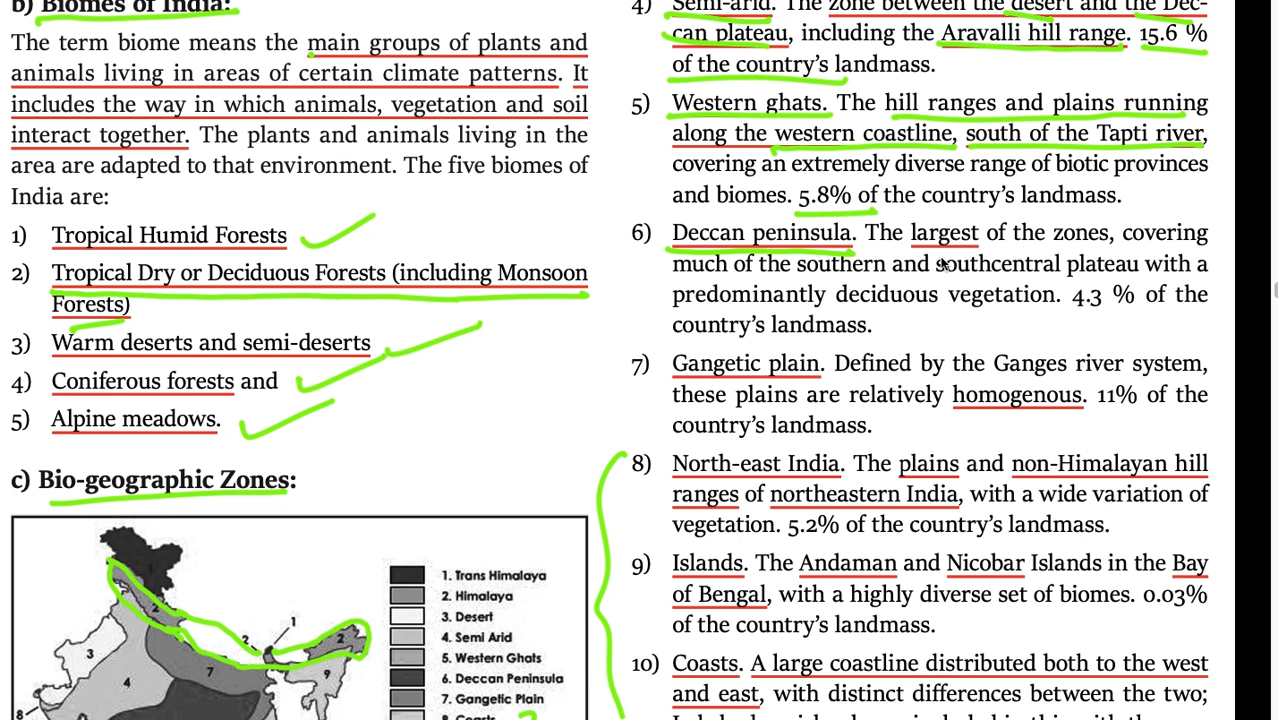 b) Biomes of India:
The term biome means the main groups of plants and
animals living in areas of certain climate patterns. It
includes the way in which animals, vegetation and soil
interact together. The plants and animals living in the
area are adapted to that environment. The five biomes of
India are:
1) Tropical Humid Forests
2) Tropical Dry or Deciduous Forests (including Monsoon
Forests)
3) Warm deserts and semi-deserts
4) Coniferous forests and
5) Alpine meadows.
c) Bio-geographic Zones:
1
2
2
3
7
4
9
8
1. Trans Himalaya
2. Himalaya
3. Desert
4. Semi Arid
5. Western Ghats
6. Deccan Peninsula
7. Gangetic Plain
8. Coasts
4) Semi-arid. The zone between the desert and the Dec-
can plateau, including the Aravalli hill range. 15.6 %
of the country’s landmass.
5) Western ghats. The hill ranges and plains running
along the western coastline, south of the Tapti river,
covering an extremely diverse range of biotic provinces
and biomes. 5.8% of the country’s landmass.
6) Deccan peninsula. The largest of the zones, covering
much of the southern and southcentral plateau with a
predominantly deciduous vegetation. 4.3 % of the
country’s landmass.
7) Gangetic plain. Defined by the Ganges river system,
these plains are relatively homogenous. 11% of the
country’s landmass.
8) North-east India. The plains and non-Himalayan hill
ranges of northeastern India, with a wide variation of
vegetation. 5.2% of the country’s landmass.
9) Islands. The Andaman and Nicobar Islands in the Bay
of Bengal, with a highly diverse set of biomes. 0.03%
of the country’s landmass.
10) Coasts. A large coastline distributed both to the west
and east, with distinct differences between the two;